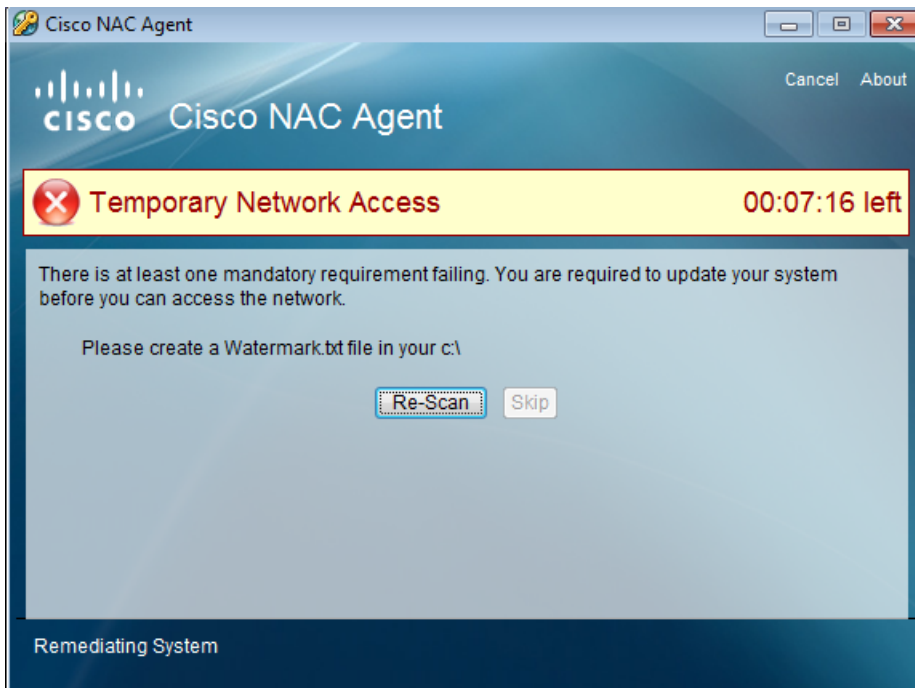 Cisco NAC Agent
Cancel About
CISCO Cisco NAC Agent
Temporary Network Access 00:07:16 left
There is at least one mandatory requirement failing. You are required to update your system
before you can access the network.
Please create a Watermark.txt file in your c:\
Re-Scan Skip
Remediating System